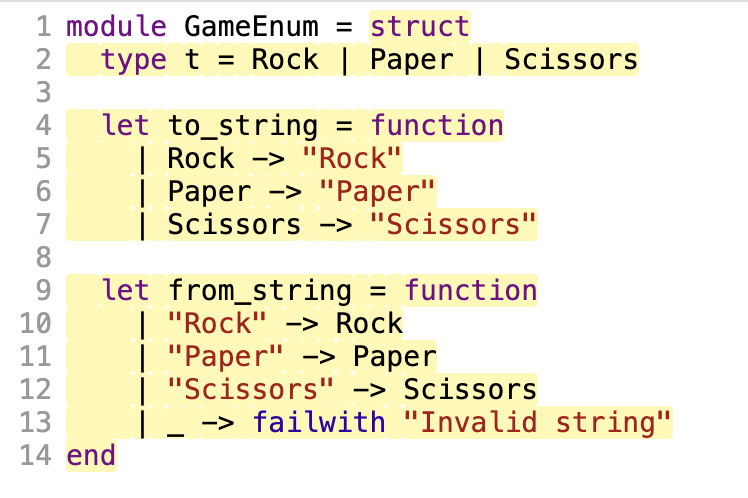 1 module GameEnum = struct
2   type t = Rock | Paper | Scissors
3
4   let to_string = function
5     | Rock -> "Rock"
6     | Paper -> "Paper"
7     | Scissors -> "Scissors"
8
9   let from_string = function
10     | "Rock" -> Rock
11     | "Paper" -> Paper
12     | "Scissors" -> Scissors
13     | _ -> failwith "Invalid string"
14 end